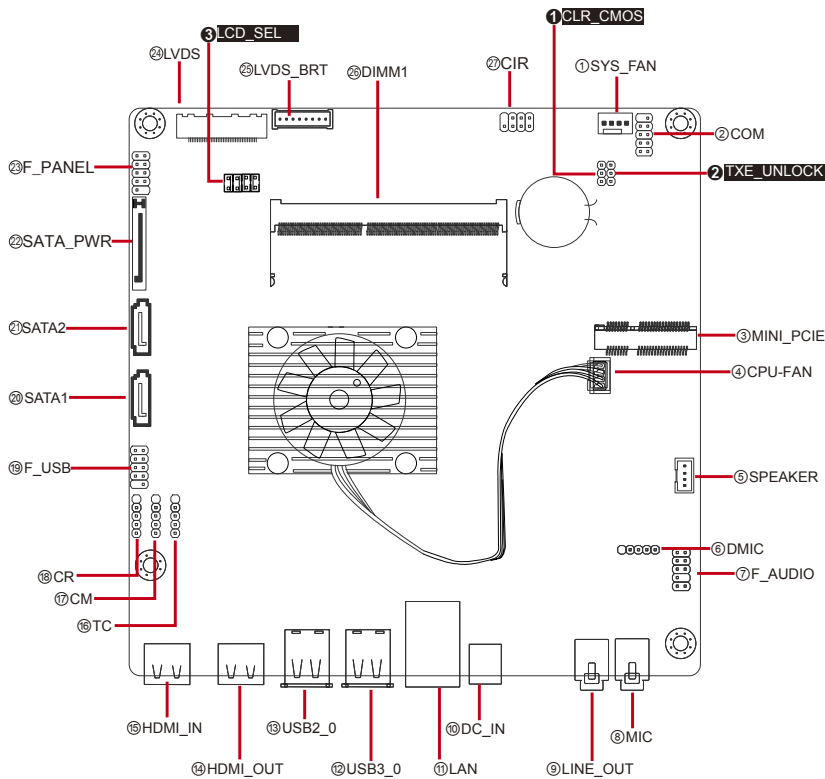 ❸LCD_SEL
❶CLR_CMOS
㉔LVDS
㉕LVDS_BRT
㉖DIMM1
㉗CIR
①SYS_FAN
②COM
㉓F_PANEL
❷TXE_UNLOCK
㉒SATA_PWR
㉑SATA2
③MINI_PCIE
④CPU-FAN
⑳SATA1
⑲F_USB
⑤SPEAKER
⑥DMIC
⑱CR
⑦F_AUDIO
⑰CM
⑯TC
⑮HDMI_IN
⑬USB2_0
⑩DC_IN
⑧MIC
⑭HDMI_OUT
⑫USB3_0
⑪LAN
⑨LINE_OUT